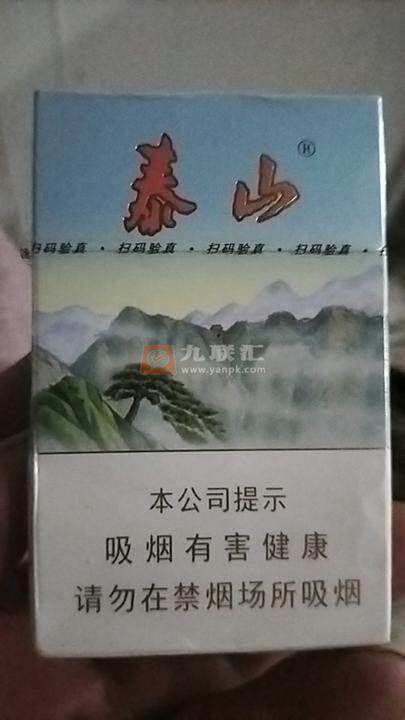 泰山®
扫码验真 · 扫码验真 · 扫码验真 · 扫码验真 ·
九联汇
www.yanpk.com
本公司提示
吸烟有害健康
请勿在禁烟场所吸烟